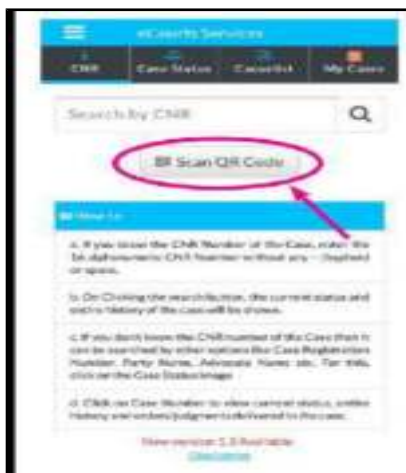 eCourts Services
CNR Case Status Cause List My Cases
Search by CNR
Scan QR Code
How to
a. If you know the CNR Number of the Case, enter the
16 alphanumeric CNR Number without any - (hyphen)
or space.
b. On Clicking the search button, the current status and
entire history of the case will be shown.
c. If you don't know the CNR number of the Case then it
can be searched by other options like Case Registration
Number, Party Name, Advocate Name etc. For this,
click on the Case Status Image
d. Click on Case Number to view current status, entire
history and orders/judgments delivered in the case.
New version 1.5 Available